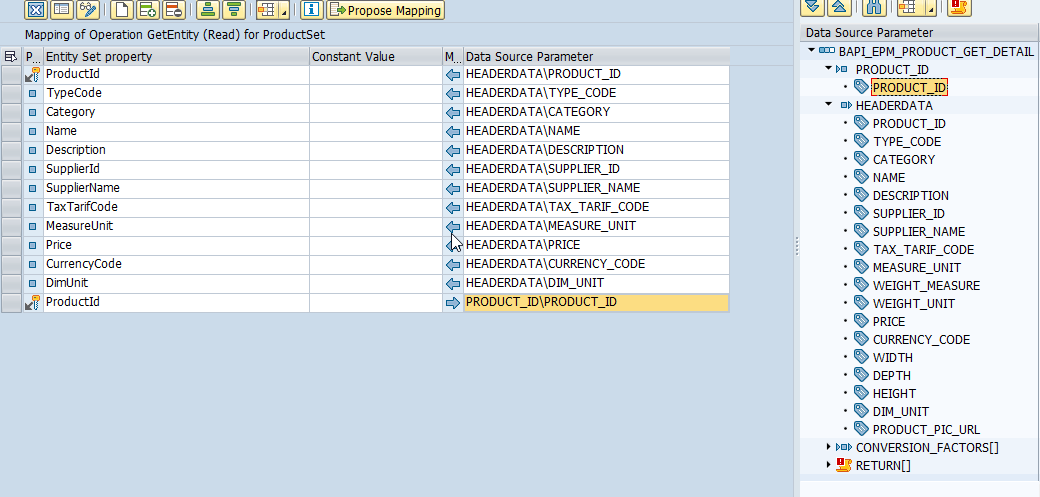 Propose Mapping
Mapping of Operation GetEntity (Read) for ProductSet
P... Entity Set property Constant Value M... Data Source Parameter
ProductId HEADERDATA\PRODUCT_ID
TypeCode HEADERDATA\TYPE_CODE
Category HEADERDATA\CATEGORY
Name HEADERDATA\NAME
Description HEADERDATA\DESCRIPTION
SupplierId HEADERDATA\SUPPLIER_ID
SupplierName HEADERDATA\SUPPLIER_NAME
TaxTarifCode HEADERDATA\TAX_TARIF_CODE
MeasureUnit HEADERDATA\MEASURE_UNIT
Price HEADERDATA\PRICE
CurrencyCode HEADERDATA\CURRENCY_CODE
DimUnit HEADERDATA\DIM_UNIT
ProductId PRODUCT_ID\PRODUCT_ID
Data Source Parameter
BAPI_EPM_PRODUCT_GET_DETAIL
PRODUCT_ID
PRODUCT_ID
HEADERDATA
PRODUCT_ID
TYPE_CODE
CATEGORY
NAME
DESCRIPTION
SUPPLIER_ID
SUPPLIER_NAME
TAX_TARIF_CODE
MEASURE_UNIT
WEIGHT_MEASURE
WEIGHT_UNIT
PRICE
CURRENCY_CODE
WIDTH
DEPTH
HEIGHT
DIM_UNIT
PRODUCT_PIC_URL
CONVERSION_FACTORS[]
RETURN[]